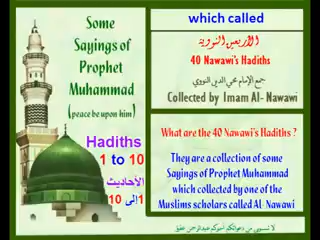 Some
Sayings of
Prophet
Muhammad
(peace be upon him)
Hadiths
1 to 10
الأحاديث
1 إلى 10
which called
الأربعين النووية
40 Nawawi's Hadiths
جمع الإمام محي الدين النووي
Collected by Imam Al-Nawawi
What are the 40 Nawawi's Hadiths ?
They are a collection of some
Sayings of Prophet Muhammad
which collected by one of the
Muslims scholars called Al-Nawawi